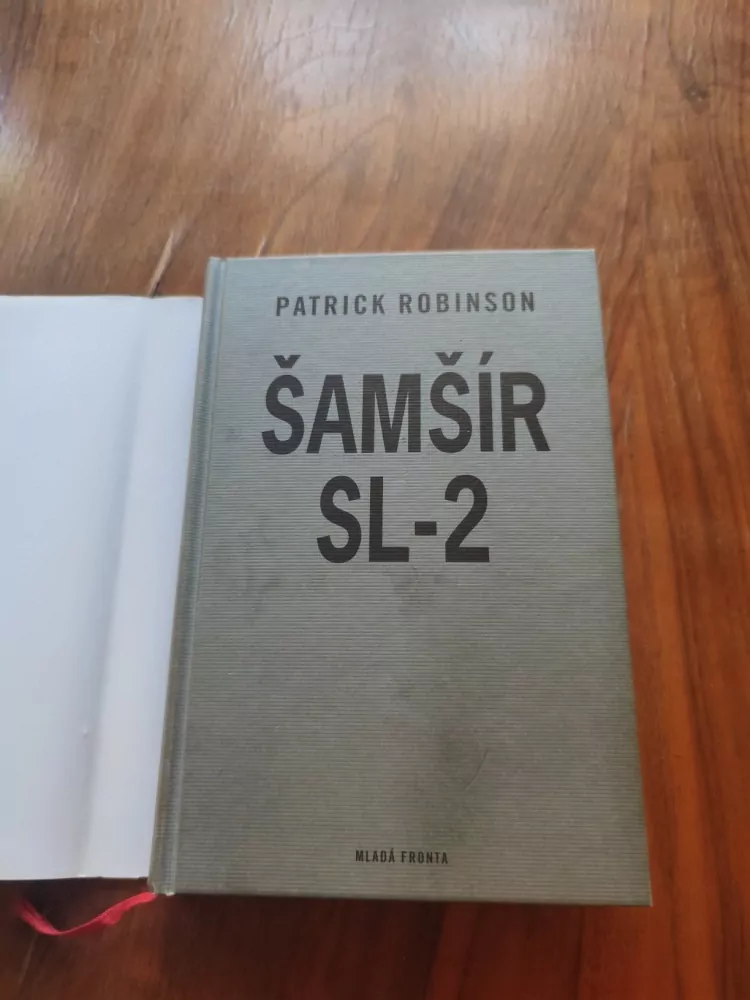 PATRICK ROBINSON
ŠAMŠÍR
SL-2
MLADÁ FRONTA